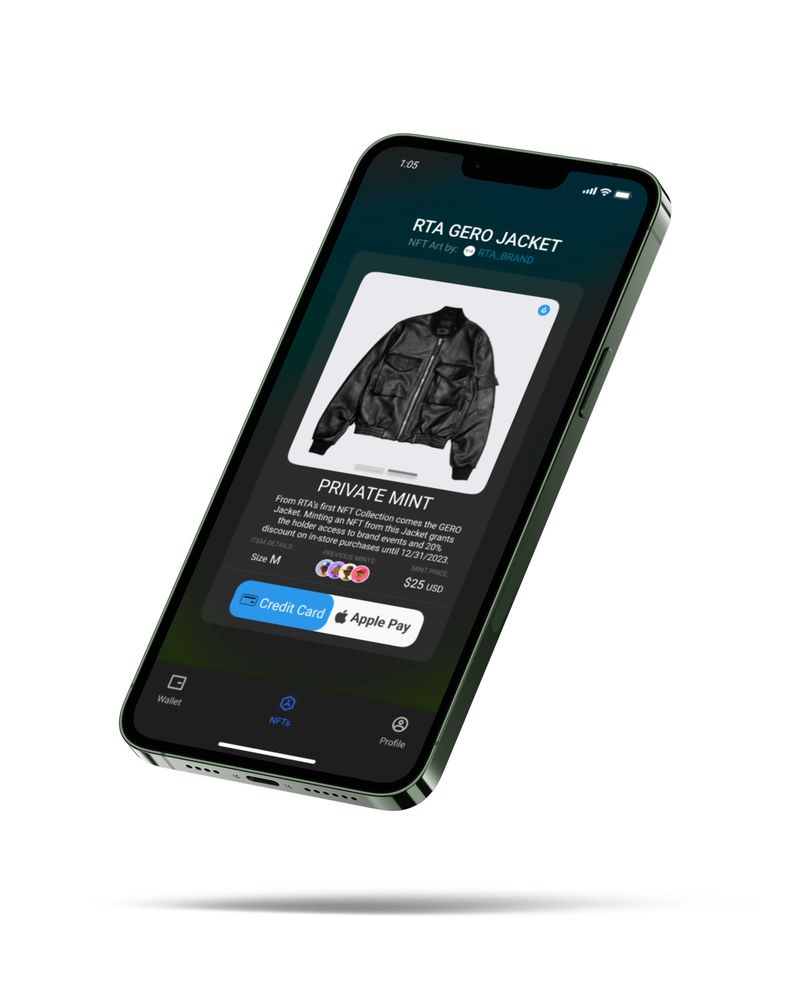 1:05
RTA GERO JACKET
NFT Art by: RTA_BRAND
PRIVATE MINT
From RTA's first NFT Collection comes the GERO
Jacket. Minting an NFT from this Jacket grants
the holder access to brand events and 20%
discount on in-store purchases until 12/31/2023.
ITEM DETAILS:
PREVIOUS MINTS:
MINT PRICE:
Size M
$25 USD
Credit Card
Apple Pay
Wallet
NFTs
Profile